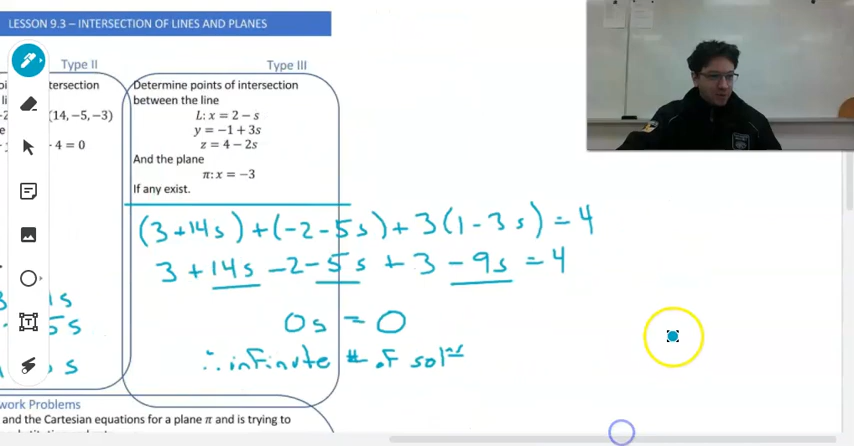 LESSON 9.3 – INTERSECTION OF LINES AND PLANES
Type II
tersection
(14, −5, −3)
4 = 0
Type III
Determine points of intersection
between the line
L: x = 2 − s
y = −1 + 3s
z = 4 − 2s
And the plane
π: x = −3
If any exist.
(3+14s)+(-2-5s)+3(1-3s)=4
3+14s-2-5s+3-9s=4
0s = 0
∴ infinite # of solⁿˢ
5s
s
work Problems
and the Cartesian equations for a plane π and is trying to